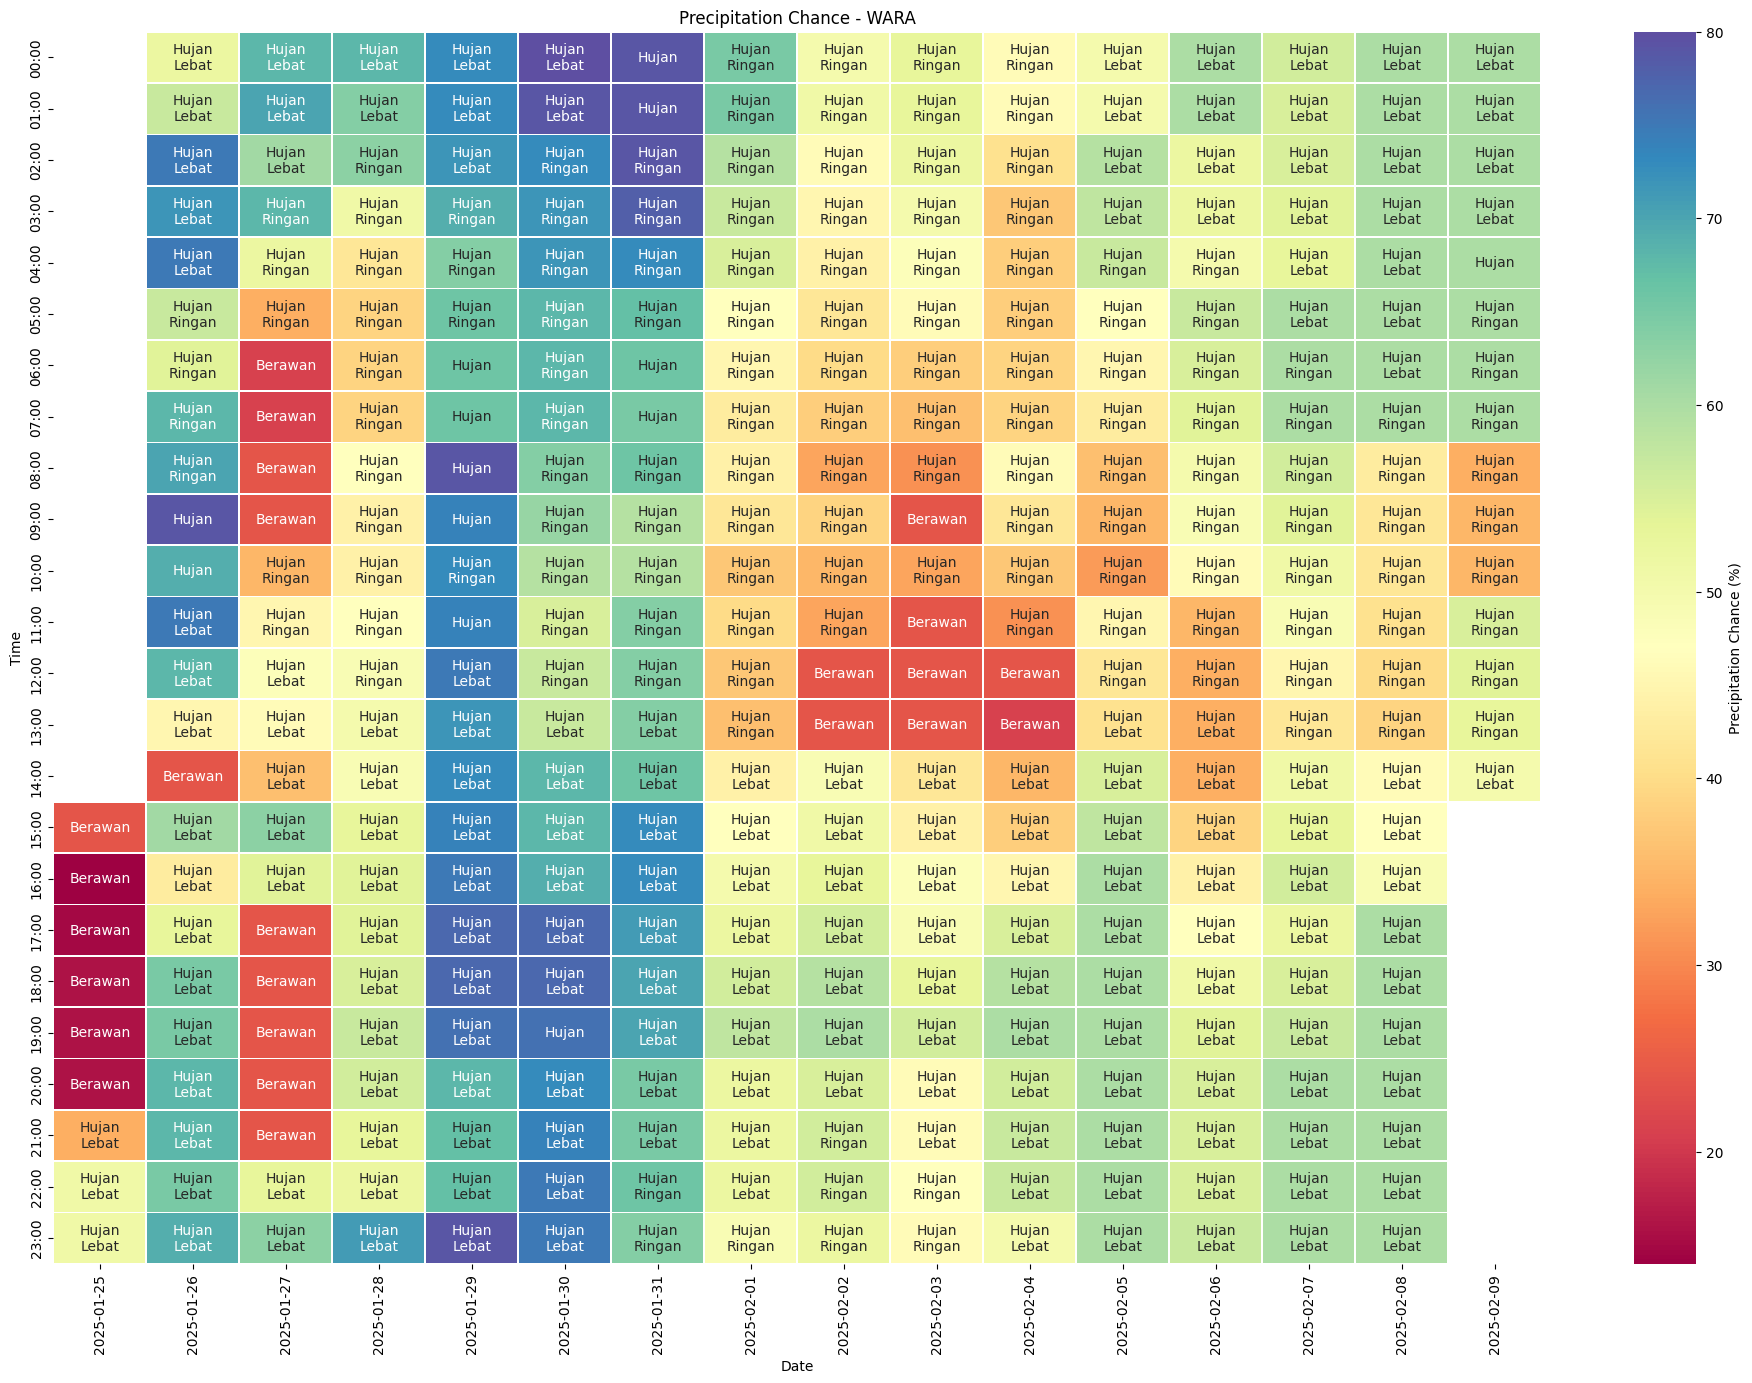 Precipitation Chance - WARA
00:00 Hujan Lebat Hujan Lebat Hujan Lebat Hujan Lebat Hujan Lebat Hujan Hujan Ringan Hujan Ringan Hujan Ringan Hujan Ringan Hujan Lebat Hujan Lebat Hujan Lebat Hujan Lebat Hujan Lebat
01:00 Hujan Lebat Hujan Lebat Hujan Lebat Hujan Lebat Hujan Lebat Hujan Hujan Ringan Hujan Ringan Hujan Ringan Hujan Ringan Hujan Lebat Hujan Lebat Hujan Lebat Hujan Lebat Hujan Lebat
02:00 Hujan Lebat Hujan Lebat Hujan Ringan Hujan Lebat Hujan Ringan Hujan Ringan Hujan Ringan Hujan Ringan Hujan Ringan Hujan Ringan Hujan Lebat Hujan Lebat Hujan Lebat Hujan Lebat Hujan Lebat
03:00 Hujan Lebat Hujan Ringan Hujan Ringan Hujan Ringan Hujan Ringan Hujan Ringan Hujan Ringan Hujan Ringan Hujan Ringan Hujan Ringan Hujan Lebat Hujan Lebat Hujan Lebat Hujan Lebat Hujan Lebat
04:00 Hujan Lebat Hujan Ringan Hujan Ringan Hujan Ringan Hujan Ringan Hujan Ringan Hujan Ringan Hujan Ringan Hujan Ringan Hujan Ringan Hujan Ringan Hujan Ringan Hujan Lebat Hujan Lebat Hujan
05:00 Hujan Ringan Hujan Ringan Hujan Ringan Hujan Ringan Hujan Ringan Hujan Ringan Hujan Ringan Hujan Ringan Hujan Ringan Hujan Ringan Hujan Ringan Hujan Ringan Hujan Lebat Hujan Lebat Hujan Ringan
06:00 Hujan Ringan Berawan Hujan Ringan Hujan Hujan Ringan Hujan Hujan Ringan Hujan Ringan Hujan Ringan Hujan Ringan Hujan Ringan Hujan Ringan Hujan Ringan Hujan Lebat Hujan Ringan
07:00 Hujan Ringan Berawan Hujan Ringan Hujan Hujan Ringan Hujan Hujan Ringan Hujan Ringan Hujan Ringan Hujan Ringan Hujan Ringan Hujan Ringan Hujan Ringan Hujan Ringan Hujan Ringan
08:00 Hujan Ringan Berawan Hujan Ringan Hujan Hujan Ringan Hujan Ringan Hujan Ringan Hujan Ringan Hujan Ringan Hujan Ringan Hujan Ringan Hujan Ringan Hujan Ringan Hujan Ringan Hujan Ringan
09:00 Hujan Berawan Hujan Ringan Hujan Hujan Ringan Hujan Ringan Hujan Ringan Hujan Ringan Berawan Hujan Ringan Hujan Ringan Hujan Ringan Hujan Ringan Hujan Ringan Hujan Ringan
10:00 Hujan Hujan Ringan Hujan Ringan Hujan Ringan Hujan Ringan Hujan Ringan Hujan Ringan Hujan Ringan Hujan Ringan Hujan Ringan Hujan Ringan Hujan Ringan Hujan Ringan Hujan Ringan Hujan Ringan
11:00 Hujan Lebat Hujan Ringan Hujan Ringan Hujan Hujan Ringan Hujan Ringan Hujan Ringan Hujan Ringan Berawan Hujan Ringan Hujan Ringan Hujan Ringan Hujan Ringan Hujan Ringan Hujan Ringan
12:00 Hujan Lebat Hujan Lebat Hujan Ringan Hujan Lebat Hujan Ringan Hujan Ringan Hujan Ringan Berawan Berawan Berawan Hujan Ringan Hujan Ringan Hujan Ringan Hujan Ringan Hujan Ringan
13:00 Hujan Lebat Hujan Lebat Hujan Lebat Hujan Lebat Hujan Lebat Hujan Lebat Hujan Ringan Berawan Berawan Berawan Hujan Lebat Hujan Lebat Hujan Ringan Hujan Ringan Hujan Ringan
14:00 Berawan Hujan Lebat Hujan Lebat Hujan Lebat Hujan Lebat Hujan Lebat Hujan Lebat Hujan Lebat Hujan Lebat Hujan Lebat Hujan Lebat Hujan Lebat Hujan Lebat Hujan Lebat Hujan Lebat
15:00 Berawan Hujan Lebat Hujan Lebat Hujan Lebat Hujan Lebat Hujan Lebat Hujan Lebat Hujan Lebat Hujan Lebat Hujan Lebat Hujan Lebat Hujan Lebat Hujan Lebat Hujan Lebat Hujan Lebat
16:00 Berawan Hujan Lebat Hujan Lebat Hujan Lebat Hujan Lebat Hujan Lebat Hujan Lebat Hujan Lebat Hujan Lebat Hujan Lebat Hujan Lebat Hujan Lebat Hujan Lebat Hujan Lebat Hujan Lebat
17:00 Berawan Hujan Lebat Berawan Hujan Lebat Hujan Lebat Hujan Lebat Hujan Lebat Hujan Lebat Hujan Lebat Hujan Lebat Hujan Lebat Hujan Lebat Hujan Lebat Hujan Lebat Hujan Lebat
18:00 Berawan Hujan Lebat Berawan Hujan Lebat Hujan Lebat Hujan Lebat Hujan Lebat Hujan Lebat Hujan Lebat Hujan Lebat Hujan Lebat Hujan Lebat Hujan Lebat Hujan Lebat Hujan Lebat
19:00 Berawan Hujan Lebat Berawan Hujan Lebat Hujan Lebat Hujan Hujan Lebat Hujan Lebat Hujan Lebat Hujan Lebat Hujan Lebat Hujan Lebat Hujan Lebat Hujan Lebat Hujan Lebat
20:00 Berawan Hujan Lebat Berawan Hujan Lebat Hujan Lebat Hujan Lebat Hujan Lebat Hujan Lebat Hujan Lebat Hujan Lebat Hujan Lebat Hujan Lebat Hujan Lebat Hujan Lebat Hujan Lebat
21:00 Hujan Lebat Hujan Lebat Berawan Hujan Lebat Hujan Lebat Hujan Lebat Hujan Lebat Hujan Lebat Hujan Ringan Hujan Lebat Hujan Lebat Hujan Lebat Hujan Lebat Hujan Lebat Hujan Lebat
22:00 Hujan Lebat Hujan Lebat Hujan Lebat Hujan Lebat Hujan Lebat Hujan Lebat Hujan Ringan Hujan Lebat Hujan Ringan Hujan Ringan Hujan Lebat Hujan Lebat Hujan Lebat Hujan Lebat Hujan Lebat
23:00 Hujan Lebat Hujan Lebat Hujan Lebat Hujan Lebat Hujan Lebat Hujan Lebat Hujan Ringan Hujan Ringan Hujan Ringan Hujan Ringan Hujan Lebat Hujan Lebat Hujan Lebat Hujan Lebat Hujan Lebat
Time
2025-01-25 2025-01-26 2025-01-27 2025-01-28 2025-01-29 2025-01-30 2025-01-31 2025-02-01 2025-02-02 2025-02-03 2025-02-04 2025-02-05 2025-02-06 2025-02-07 2025-02-08 2025-02-09
Date
80
70
60
50
40
30
20
Precipitation Chance (%)